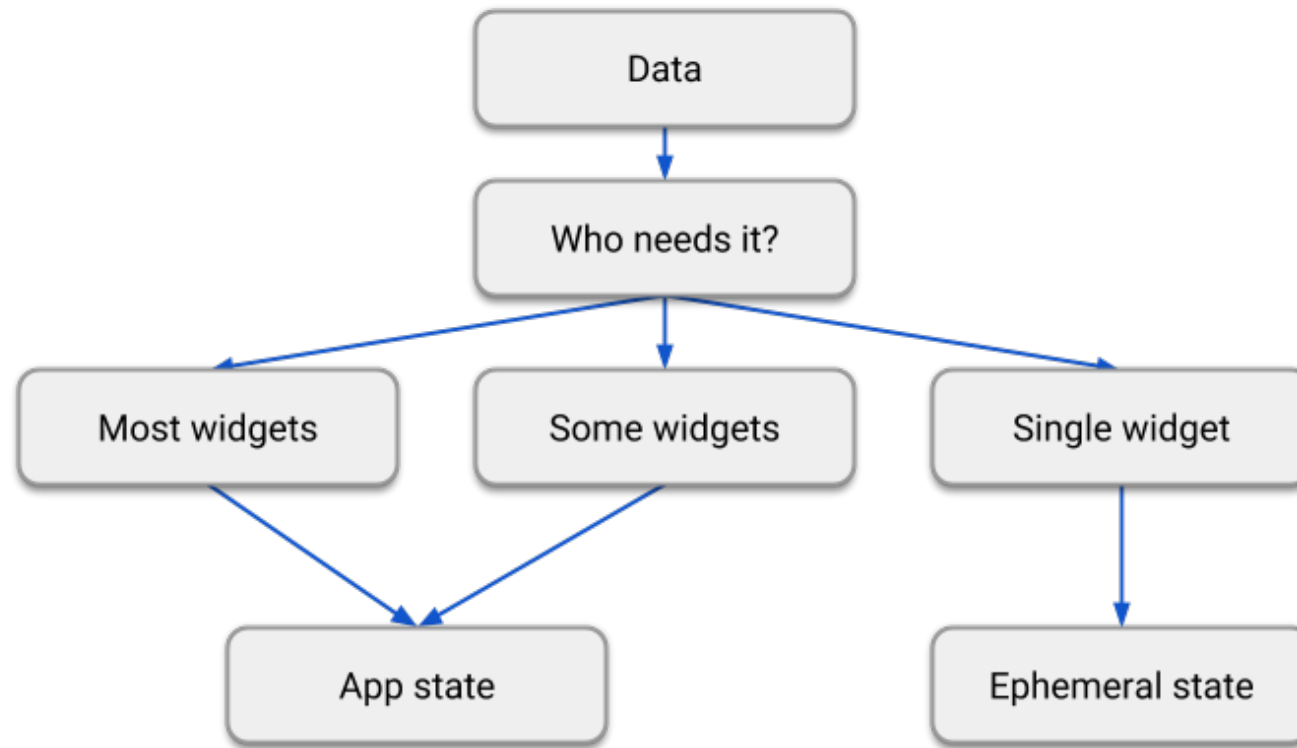 Data
Who needs it?
Most widgets
Some widgets
Single widget
App state
Ephemeral state